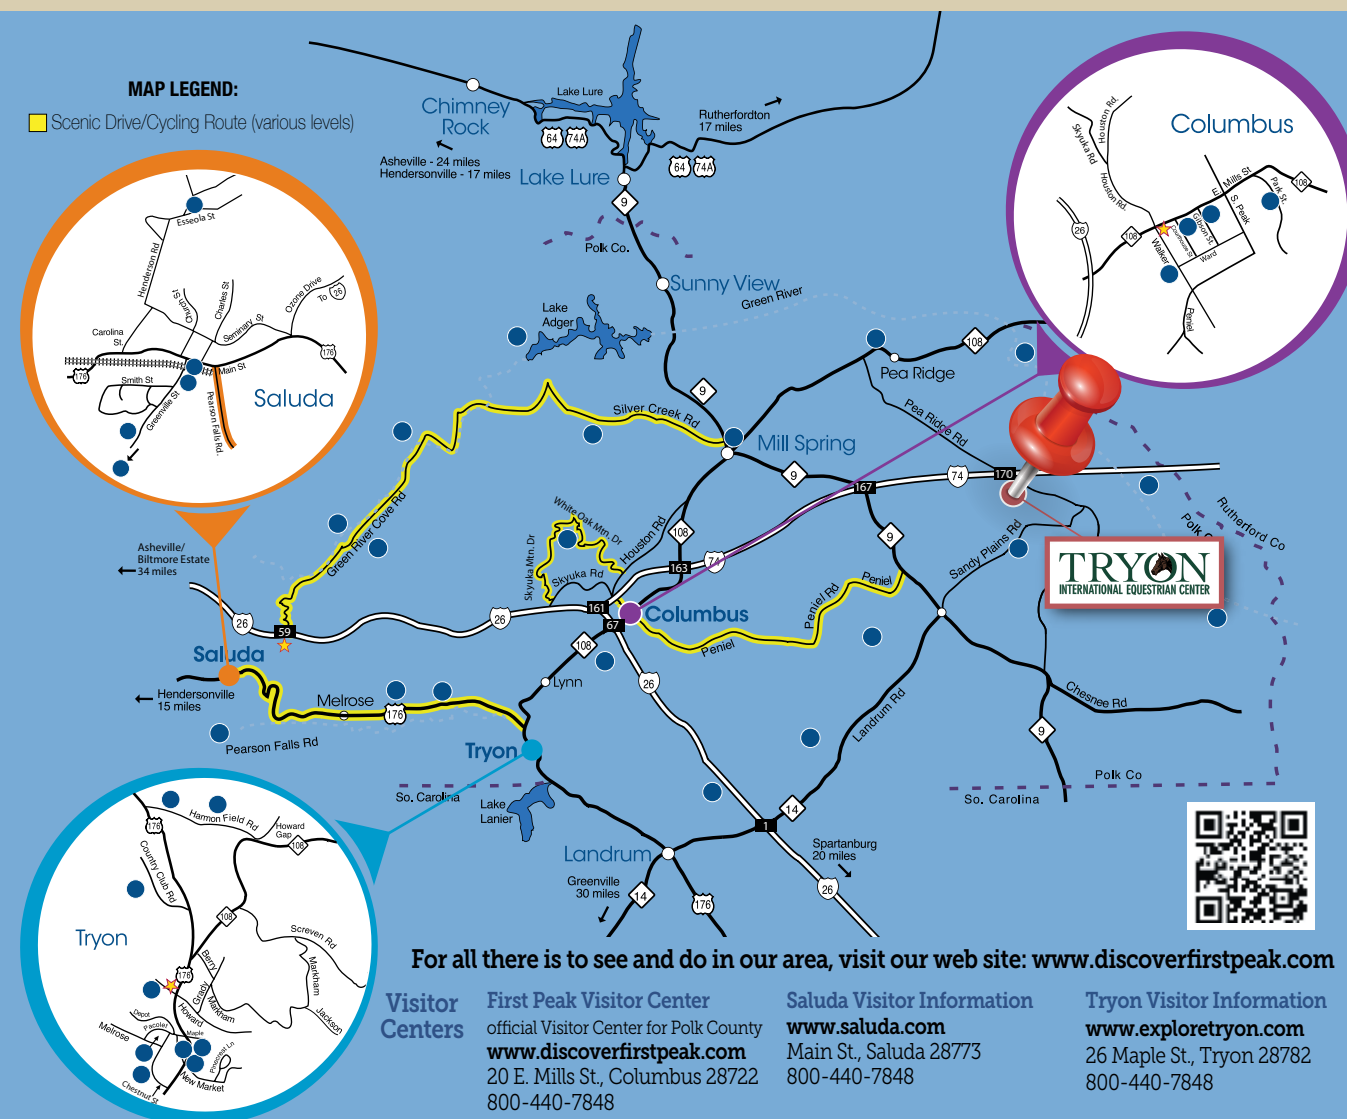 MAP LEGEND:
Scenic Drive/Cycling Route (various levels)
Chimney
Rock
Lake Lure
64
74A
Rutherfordton
17 miles
64
74A
Asheville - 24 miles
Hendersonville - 17 miles
Lake Lure
9
Polk Co.
Sunny View
Green River
Lake
Adger
108
Pea Ridge
9
Pea Ridge Rd
Silver Creek Rd
Mill Spring
9
167
74
170
Rutherford Co
Polk C
Green River Cove Rd
White Oak Mtn. Dr
Skyuka Mtn. Dr
Skyuka Rd
Houston Rd
108
74
163
9
Sandy Plains Rd
TRYON
INTERNATIONAL EQUESTRIAN CENTER
Asheville/
Biltmore Estate
34 miles
26
59
26
161
67
Columbus
108
Peniel
Peniel Rd
Peniel
Saluda
Hendersonville
15 miles
Melrose
176
Lynn
26
Landrum Rd
Chesnee Rd
9
Pearson Falls Rd
Tryon
So. Carolina
Lake
Lanier
Polk Co
So. Carolina
14
1
Landrum
Spartanburg
20 miles
Greenville
30 miles
14
176
26
Esseola St
Henderson Rd
Church St
Charles St
Ozone Drive
To 26
Carolina
St.
Seminary St
176
176
Main St
Smith St
Greenville St
Pearson Falls Rd.
Saluda
Columbus
Houston Rd.
Skyuka Rd
Houston Rd.
E. Mills St
108
Park St.
S. Peak
Gibson St.
Courthouse St
Ward
Walker
108
26
Peniel
176
Harmon Field Rd
Howard
Gap
108
Country Club Rd
108
Tryon
Screven Rd
Markham
Berry
176
Grady
Markham
Howard
Jackson
Depot
Pacolet
Maple
Melrose
Pinecrest Ln
New Market
Chestnut St
For all there is to see and do in our area, visit our web site: www.discoverfirstpeak.com
Visitor
Centers
First Peak Visitor Center
official Visitor Center for Polk County
www.discoverfirstpeak.com
20 E. Mills St., Columbus 28722
800-440-7848
Saluda Visitor Information
www.saluda.com
Main St., Saluda 28773
800-440-7848
Tryon Visitor Information
www.exploretryon.com
26 Maple St., Tryon 28782
800-440-7848